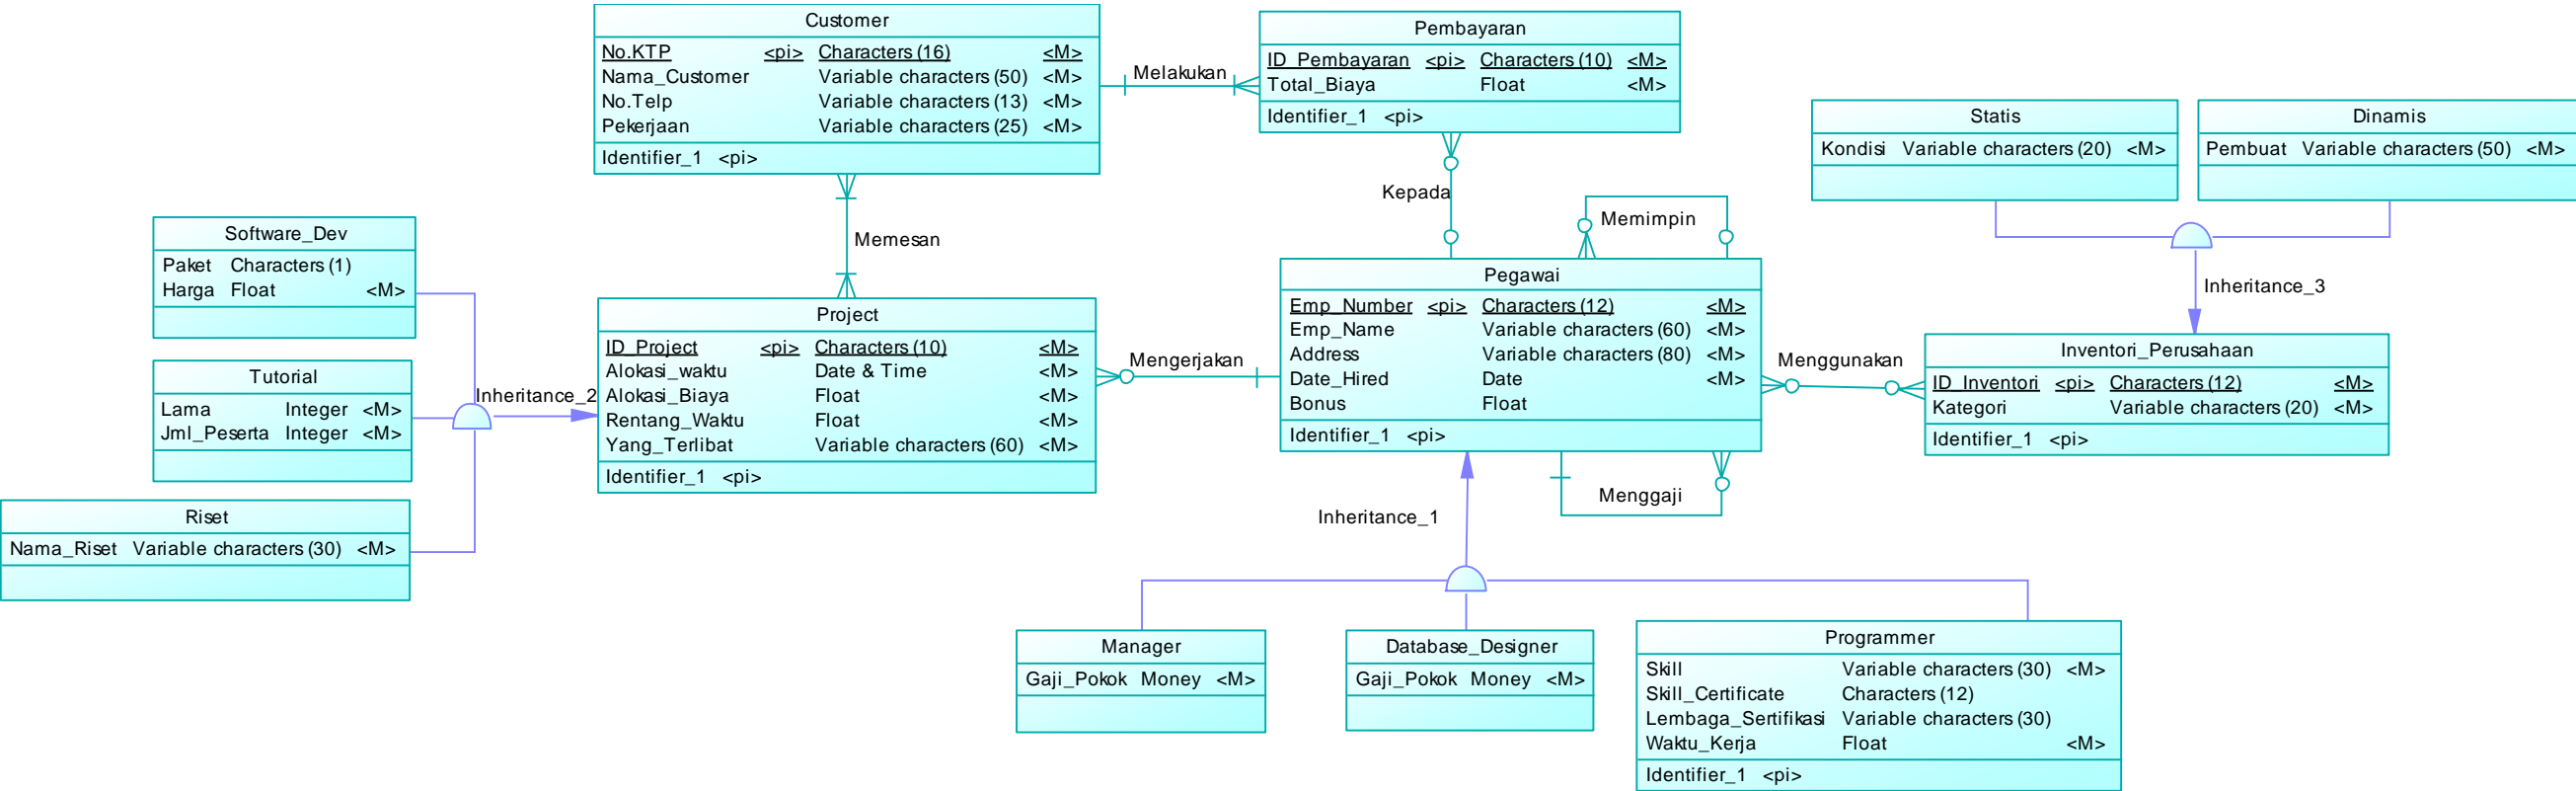 Customer
No.KTP <pi> Characters (16) <M>
Nama_Customer Variable characters (50) <M>
No.Telp Variable characters (13) <M>
Pekerjaan Variable characters (25) <M>
Identifier_1 <pi>
Melakukan
Pembayaran
ID_Pembayaran <pi> Characters (10) <M>
Total_Biaya Float <M>
Identifier_1 <pi>
Statis
Kondisi Variable characters (20) <M>
Dinamis
Pembuat Variable characters (50) <M>
Kepada
Memimpin
Memesan
Software_Dev
Paket Characters (1)
Harga Float <M>
Inheritance_3
Project
ID_Project <pi> Characters (10) <M>
Alokasi_waktu Date & Time <M>
Alokasi_Biaya Float <M>
Rentang_Waktu Float <M>
Yang_Terlibat Variable characters (60) <M>
Identifier_1 <pi>
Mengerjakan
Pegawai
Emp_Number <pi> Characters (12) <M>
Emp_Name Variable characters (60) <M>
Address Variable characters (80) <M>
Date_Hired Date <M>
Bonus Float
Identifier_1 <pi>
Menggunakan
Inventori_Perusahaan
ID_Inventori <pi> Characters (12) <M>
Kategori Variable characters (20) <M>
Identifier_1 <pi>
Tutorial
Lama Integer <M>
Jml_Peserta Integer <M>
Inheritance_2
Riset
Nama_Riset Variable characters (30) <M>
Menggaji
Inheritance_1
Manager
Gaji_Pokok Money <M>
Database_Designer
Gaji_Pokok Money <M>
Programmer
Skill Variable characters (30) <M>
Skill_Certificate Characters (12)
Lembaga_Sertifikasi Variable characters (30)
Waktu_Kerja Float <M>
Identifier_1 <pi>